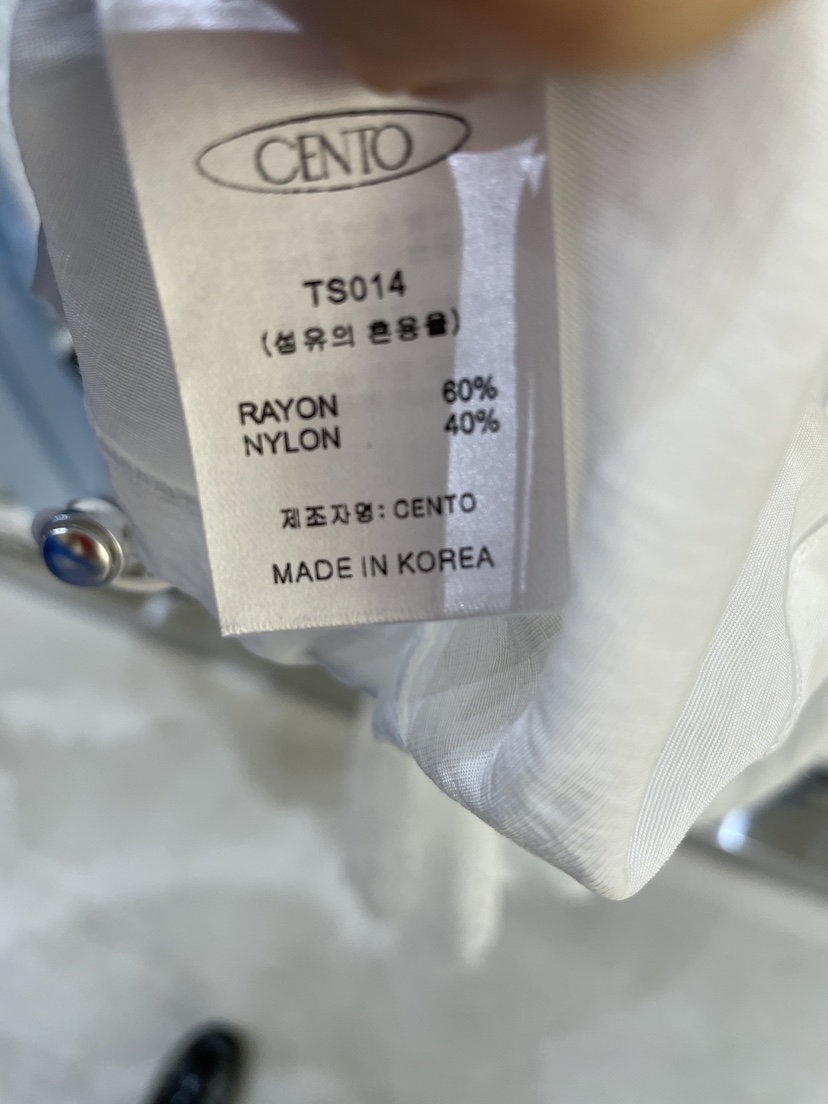 CENTO
TS014
(섬유의 혼용률)
RAYON 60%
NYLON 40%
제조자명: CENTO
MADE IN KOREA